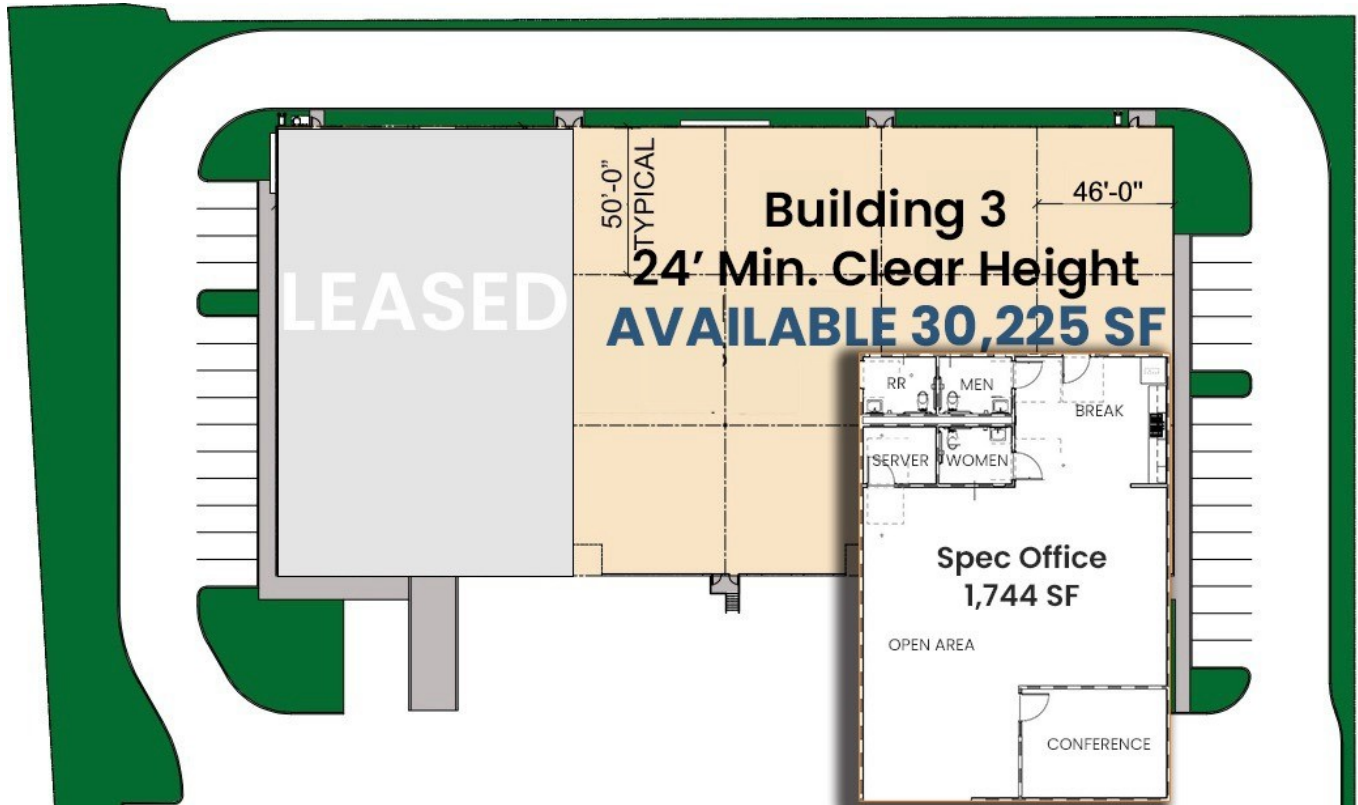 50'-0"
TYPICAL
46'-0"
Building 3
24' Min. Clear Height
AVAILABLE 30,225 SF
LEASED
RR
MEN
BREAK
SERVER
WOMEN
Spec Office
1,744 SF
OPEN AREA
CONFERENCE